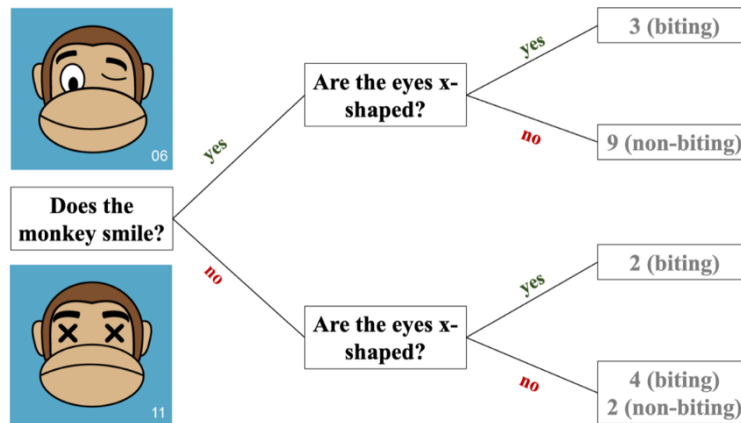 06
Does the
monkey smile?
11
yes
no
Are the eyes x-
shaped?
yes
no
3 (biting)
9 (non-biting)
Are the eyes x-
shaped?
yes
no
2 (biting)
4 (biting)
2 (non-biting)